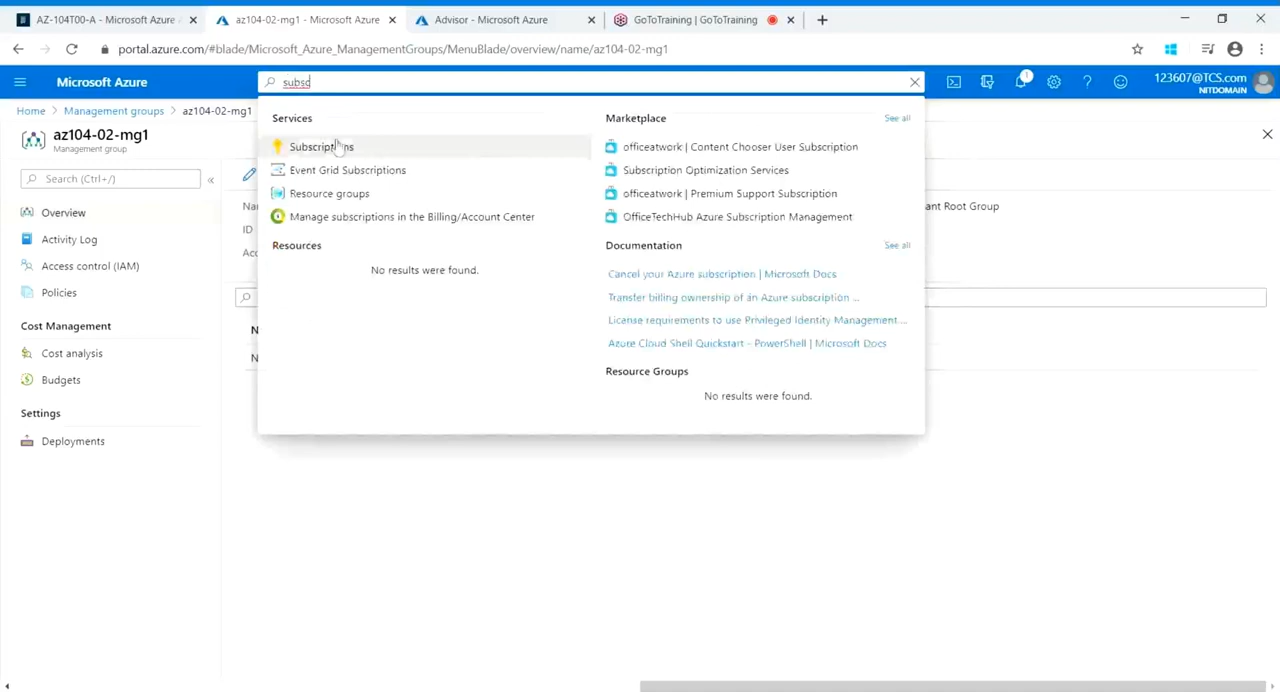 AZ-104T00-A - Microsoft Azure
az104-02-mg1 - Microsoft Azure
Advisor - Microsoft Azure
GoToTraining | GoToTraining
portal.azure.com/#blade/Microsoft_Azure_ManagementGroups/MenuBlade/overview/name/az104-02-mg1
Microsoft Azure
subsc
1
123607@TCS.com
NITDOMAIN
Home > Management groups > az104-02-mg1
az104-02-mg1
Management group
Search (Ctrl+/)
«
Overview
Activity Log
Access control (IAM)
Policies
Cost Management
Cost analysis
Budgets
Settings
Deployments
Services
Subscriptions
Event Grid Subscriptions
Resource groups
Manage subscriptions in the Billing/Account Center
Resources
No results were found.
Marketplace
See all
officeatwork | Content Chooser User Subscription
Subscription Optimization Services
officeatwork | Premium Support Subscription
OfficeTechHub Azure Subscription Management
Documentation
See all
Cancel your Azure subscription | Microsoft Docs
Transfer billing ownership of an Azure subscription ...
License requirements to use Privileged Identity Management...
Azure Cloud Shell Quickstart - PowerShell | Microsoft Docs
Resource Groups
No results were found.
Na
ID
Acc
ant Root Group
N
N